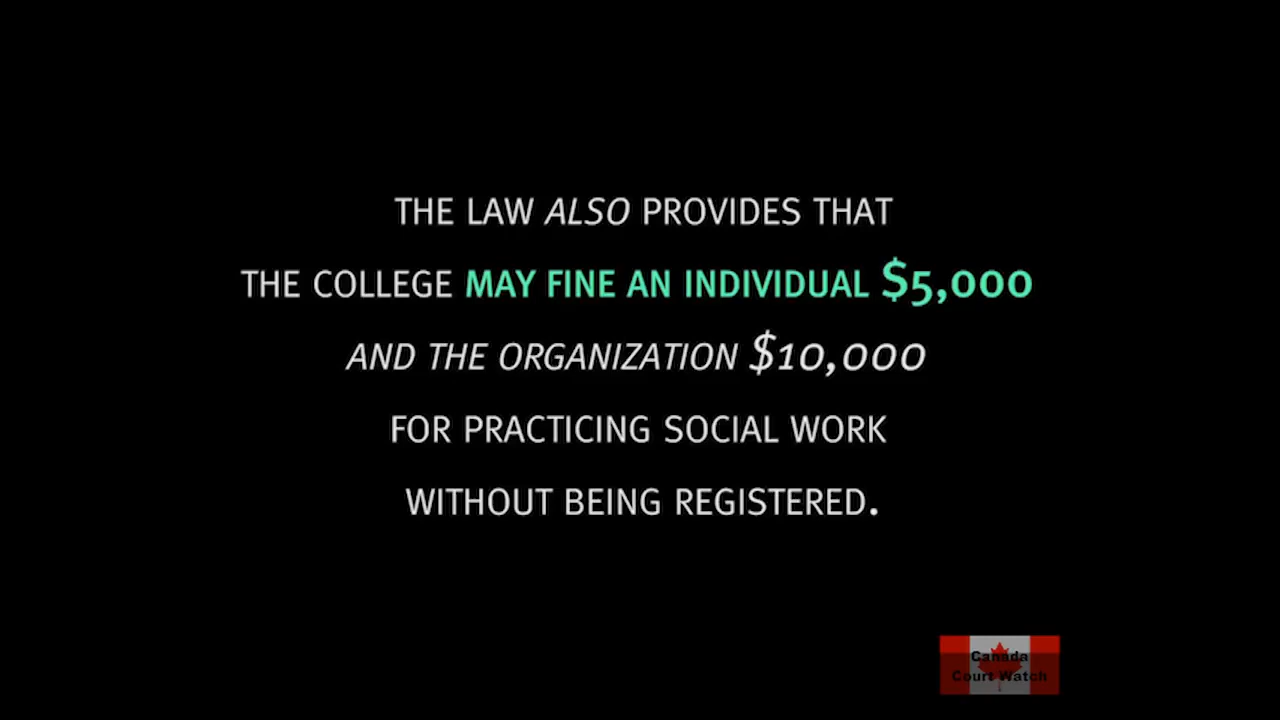 THE LAW ALSO PROVIDES THAT
THE COLLEGE MAY FINE AN INDIVIDUAL $5,000
AND THE ORGANIZATION $10,000
FOR PRACTICING SOCIAL WORK
WITHOUT BEING REGISTERED.
Canada
Court Watch